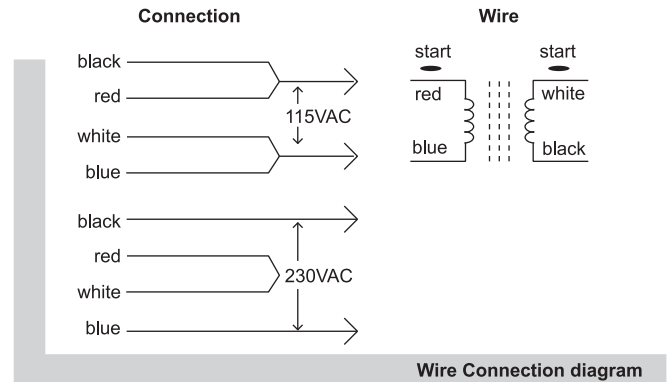 Connection
black
red
115VAC
white
blue
black
red
230VAC
white
blue
Wire
start
start
red
white
blue
black
Wire Connection diagram